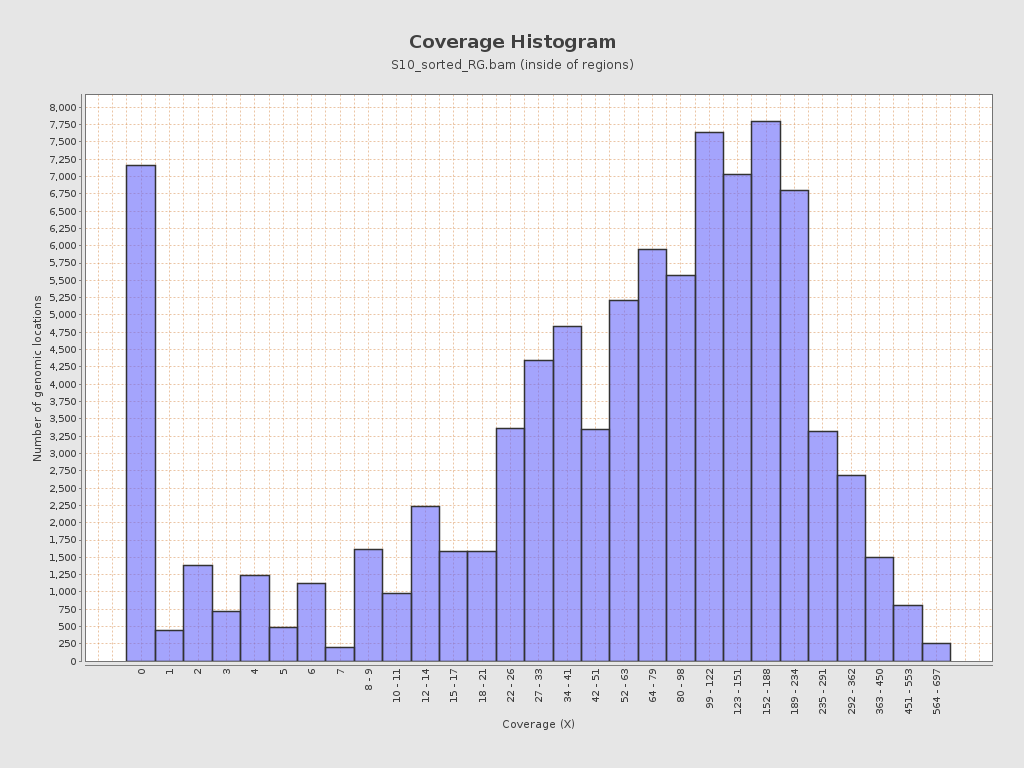 Coverage Histogram
S10_sorted_RG.bam (inside of regions)
Number of genomic locations
8,000
7,750
7,500
7,250
7,000
6,750
6,500
6,250
6,000
5,750
5,500
5,250
5,000
4,750
4,500
4,250
4,000
3,750
3,500
3,250
3,000
2,750
2,500
2,250
2,000
1,750
1,500
1,250
1,000
750
500
250
0
0
1
2
3
4
5
6
7
8 - 9
10 - 11
12 - 14
15 - 17
18 - 21
22 - 26
27 - 33
34 - 41
42 - 51
52 - 63
64 - 79
80 - 98
99 - 122
123 - 151
152 - 188
189 - 234
235 - 291
292 - 362
363 - 450
451 - 553
564 - 697
Coverage (X)